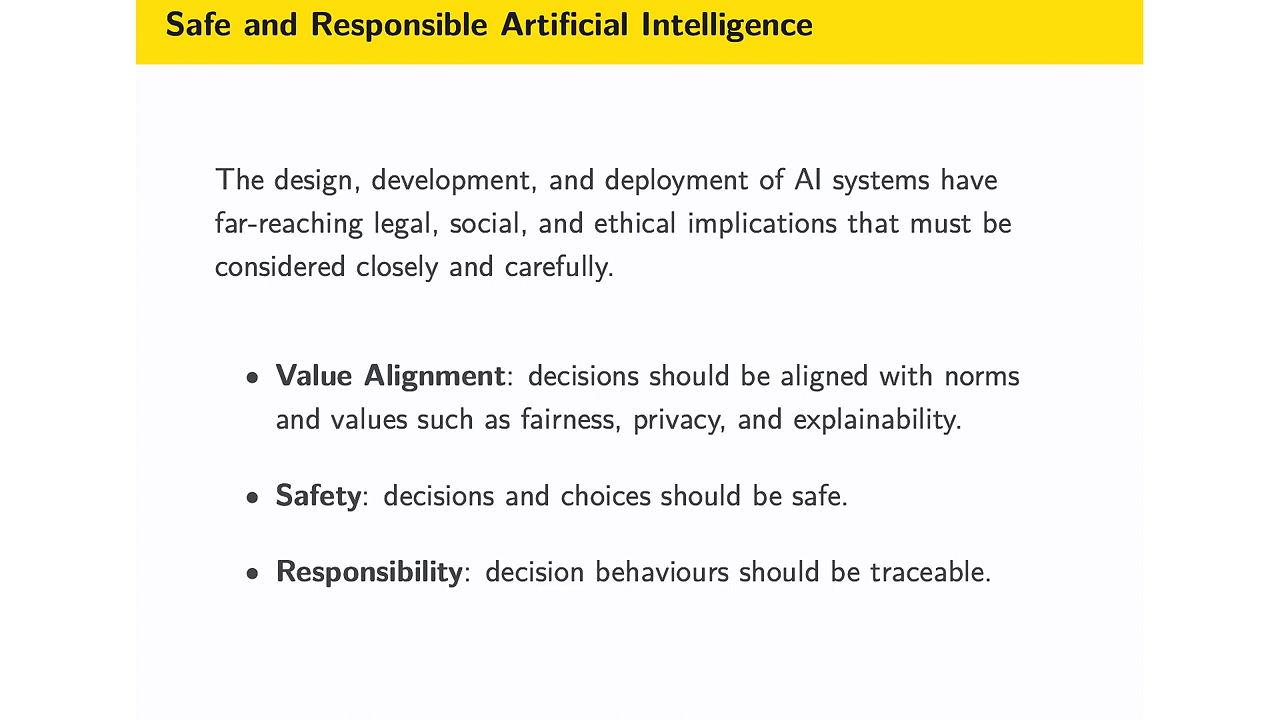 Safe and Responsible Artificial Intelligence
The design, development, and deployment of AI systems have
far-reaching legal, social, and ethical implications that must be
considered closely and carefully.
• Value Alignment: decisions should be aligned with norms
and values such as fairness, privacy, and explainability.
• Safety: decisions and choices should be safe.
• Responsibility: decision behaviours should be traceable.